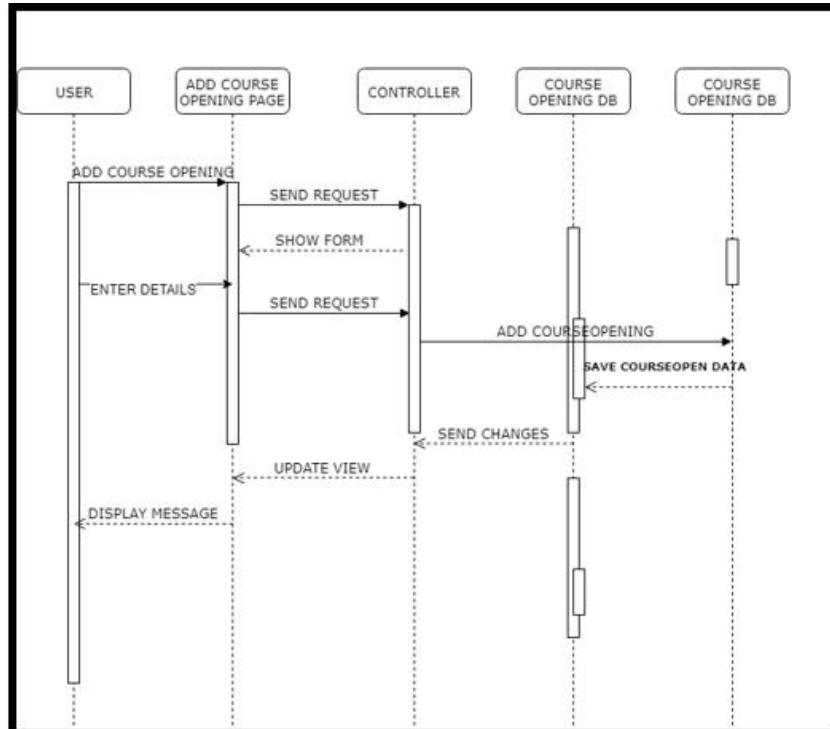 USER
ADD COURSE
OPENING PAGE
CONTROLLER
COURSE
OPENING DB
COURSE
OPENING DB
ADD COURSE OPENING
SEND REQUEST
SHOW FORM
ENTER DETAILS
SEND REQUEST
ADD COURSEOPENING
SAVE COURSEOPEN DATA
SEND CHANGES
UPDATE VIEW
DISPLAY MESSAGE